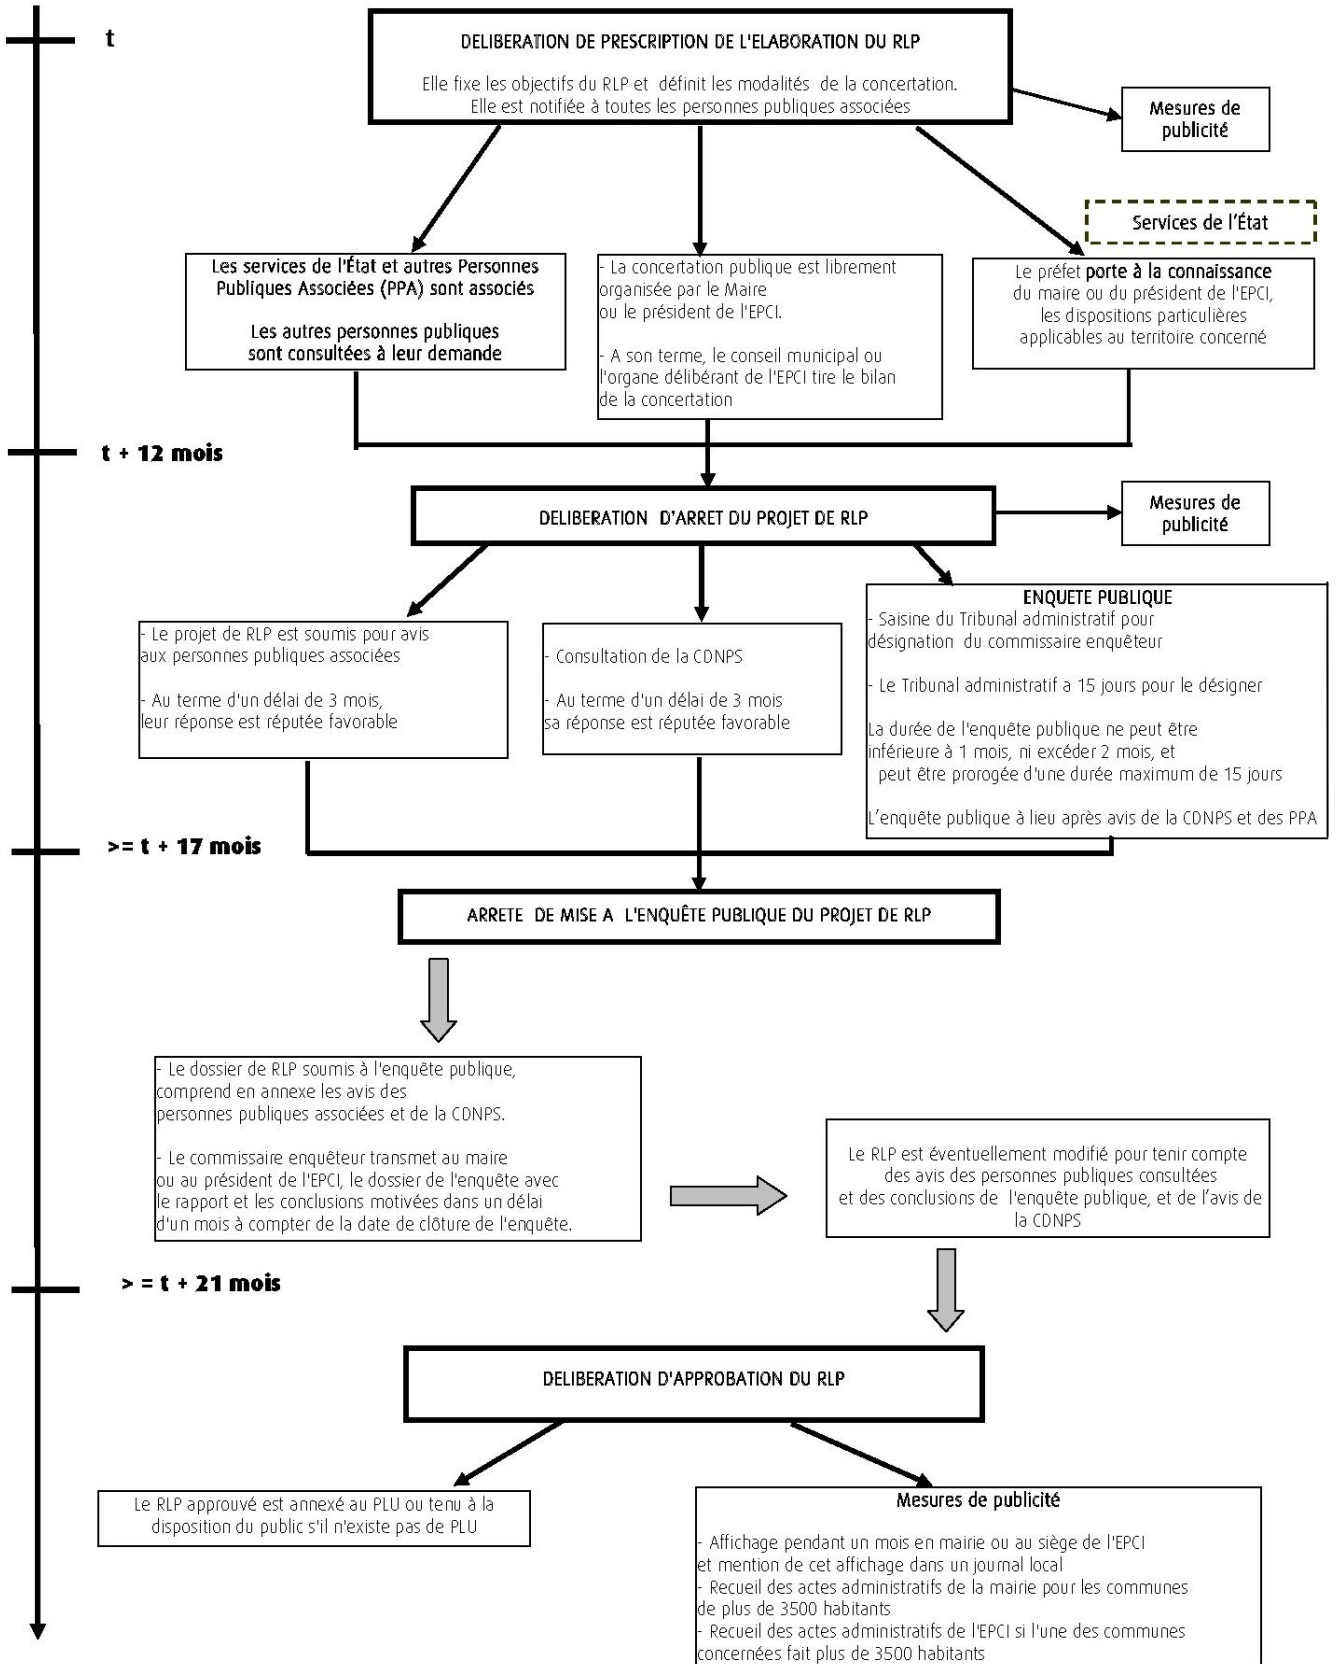 t
DELIBERATION DE PRESCRIPTION DE L'ELABORATION DU RLP
Elle fixe les objectifs du RLP et définit les modalités de la concertation.
Elle est notifiée à toutes les personnes publiques associées
Mesures de
publicité
Services de l'État
Les services de l'État et autres Personnes
Publiques Associées (PPA) sont associés
Les autres personnes publiques
sont consultées à leur demande
- La concertation publique est librement
organisée par le Maire
ou le président de l'EPCI.
- A son terme, le conseil municipal ou
l'organe délibérant de l'EPCI tire le bilan
de la concertation
Le préfet porte à la connaissance
du maire ou du président de l'EPCI,
les dispositions particulières
applicables au territoire concerné
t + 12 mois
DELIBERATION D'ARRET DU PROJET DE RLP
Mesures de
publicité
- Le projet de RLP est soumis pour avis
aux personnes publiques associées
- Au terme d'un délai de 3 mois,
leur réponse est réputée favorable
- Consultation de la CDNPS
- Au terme d'un délai de 3 mois
sa réponse est réputée favorable
ENQUETE PUBLIQUE
- Saisine du Tribunal administratif pour
désignation du commissaire enquêteur
- Le Tribunal administratif a 15 jours pour le désigner
La durée de l'enquête publique ne peut être
inférieure à 1 mois, ni excéder 2 mois, et
peut être prorogée d'une durée maximum de 15 jours
L'enquête publique à lieu après avis de la CDNPS et des PPA
>= t + 17 mois
ARRETE DE MISE A L'ENQUÊTE PUBLIQUE DU PROJET DE RLP
- Le dossier de RLP soumis à l'enquête publique,
comprend en annexe les avis des
personnes publiques associées et de la CDNPS.
- Le commissaire enquêteur transmet au maire
ou au président de l'EPCI, le dossier de l'enquête avec
le rapport et les conclusions motivées dans un délai
d'un mois à compter de la date de clôture de l'enquête.
Le RLP est éventuellement modifié pour tenir compte
des avis des personnes publiques consultées
et des conclusions de l'enquête publique, et de l'avis de
la CDNPS
> = t + 21 mois
DELIBERATION D'APPROBATION DU RLP
Le RLP approuvé est annexé au PLU ou tenu à la
disposition du public s'il n'existe pas de PLU
Mesures de publicité
- Affichage pendant un mois en mairie ou au siège de l'EPCI
et mention de cet affichage dans un journal local
- Recueil des actes administratifs de la mairie pour les communes
de plus de 3500 habitants
- Recueil des actes administratifs de l'EPCI si l'une des communes
concernées fait plus de 3500 habitants